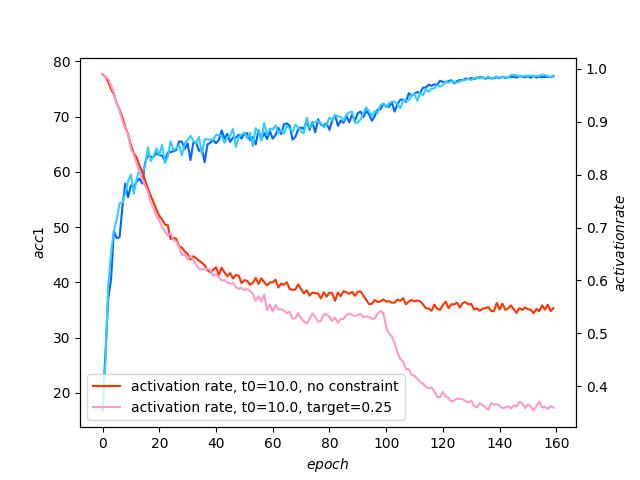 80
70
60
50
40
30
20
acc1
1.0
0.9
0.8
0.7
0.6
0.5
0.4
activationrate
activation rate, t0=10.0, no constraint
activation rate, t0=10.0, target=0.25
0 20 40 60 80 100 120 140 160
epoch